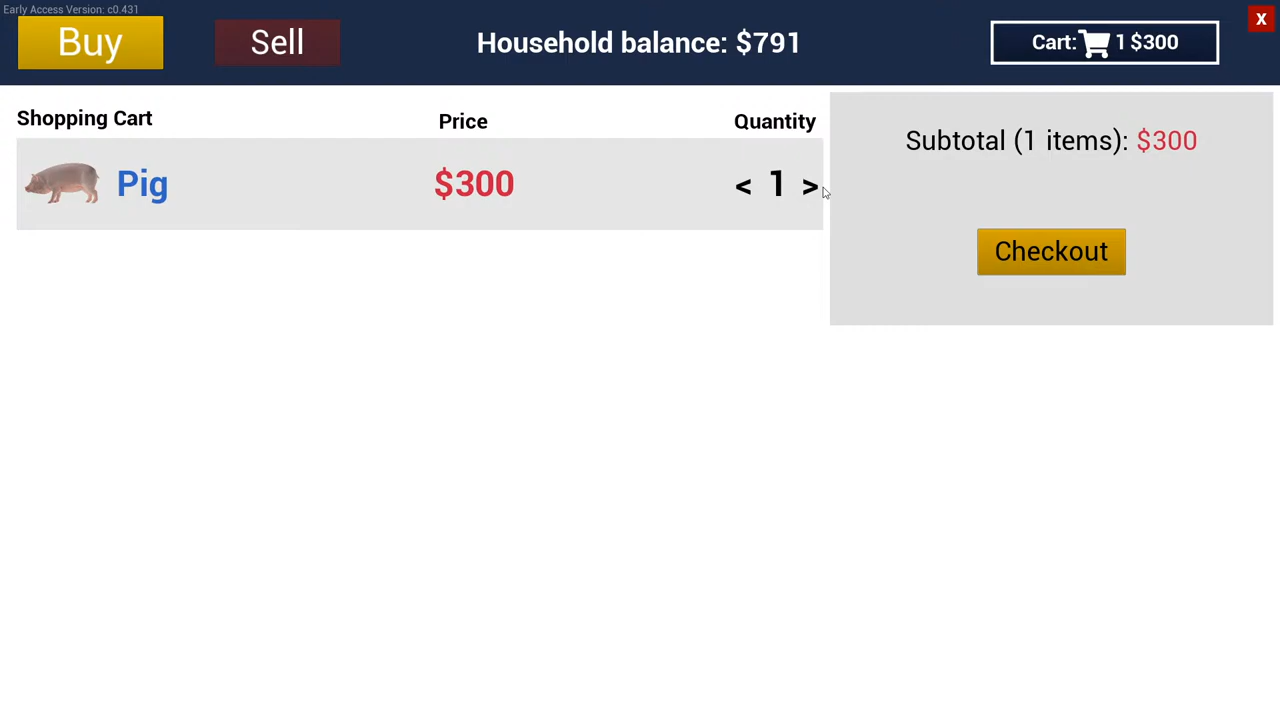 Early Access Version: c0.431
Buy Sell Household balance: $791 Cart: 1 $300 X
Shopping Cart Price Quantity
Pig $300 < 1 >
Subtotal (1 items): $300
Checkout